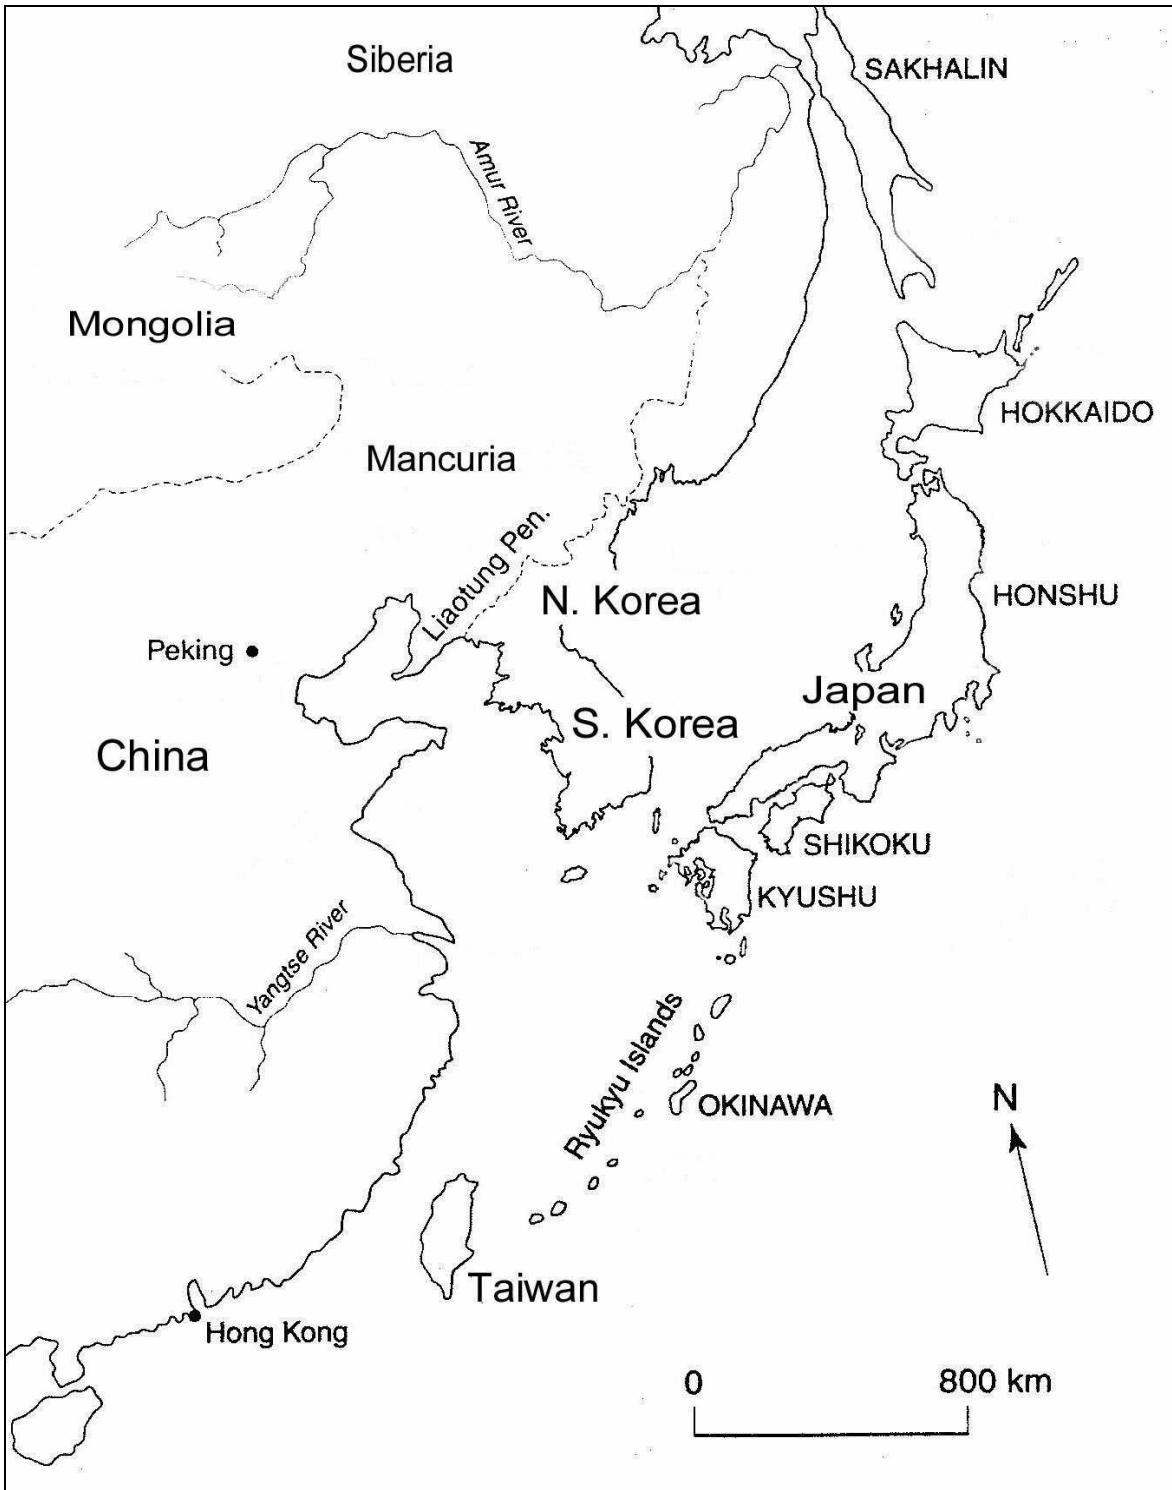 Siberia
SAKHALIN
Amur River
Mongolia
HOKKAIDO
Mancuria
Liaotung Pen.
N. Korea
HONSHU
Peking
Japan
S. Korea
China
SHIKOKU
KYUSHU
Yangtse River
Ryukyu Islands
OKINAWA
N
Taiwan
Hong Kong
0 800 km